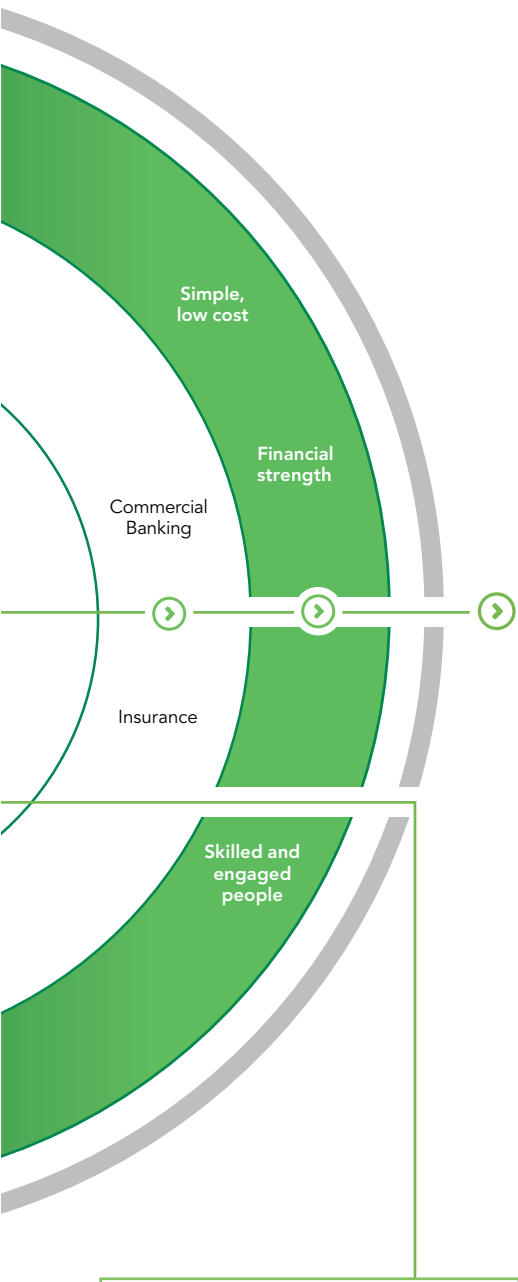 Simple,
low cost
Financial
strength
Commercial
Banking
Insurance
Skilled and
engaged
people